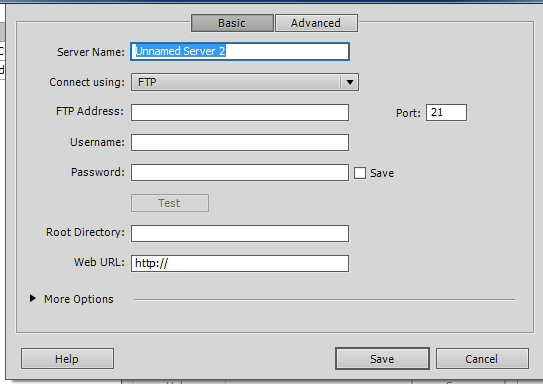 Basic Advanced
Server Name: Unnamed Server 2
Connect using: FTP
FTP Address: Port: 21
Username:
Password: Save
Test
Root Directory:
Web URL: http://
More Options
Help Save Cancel